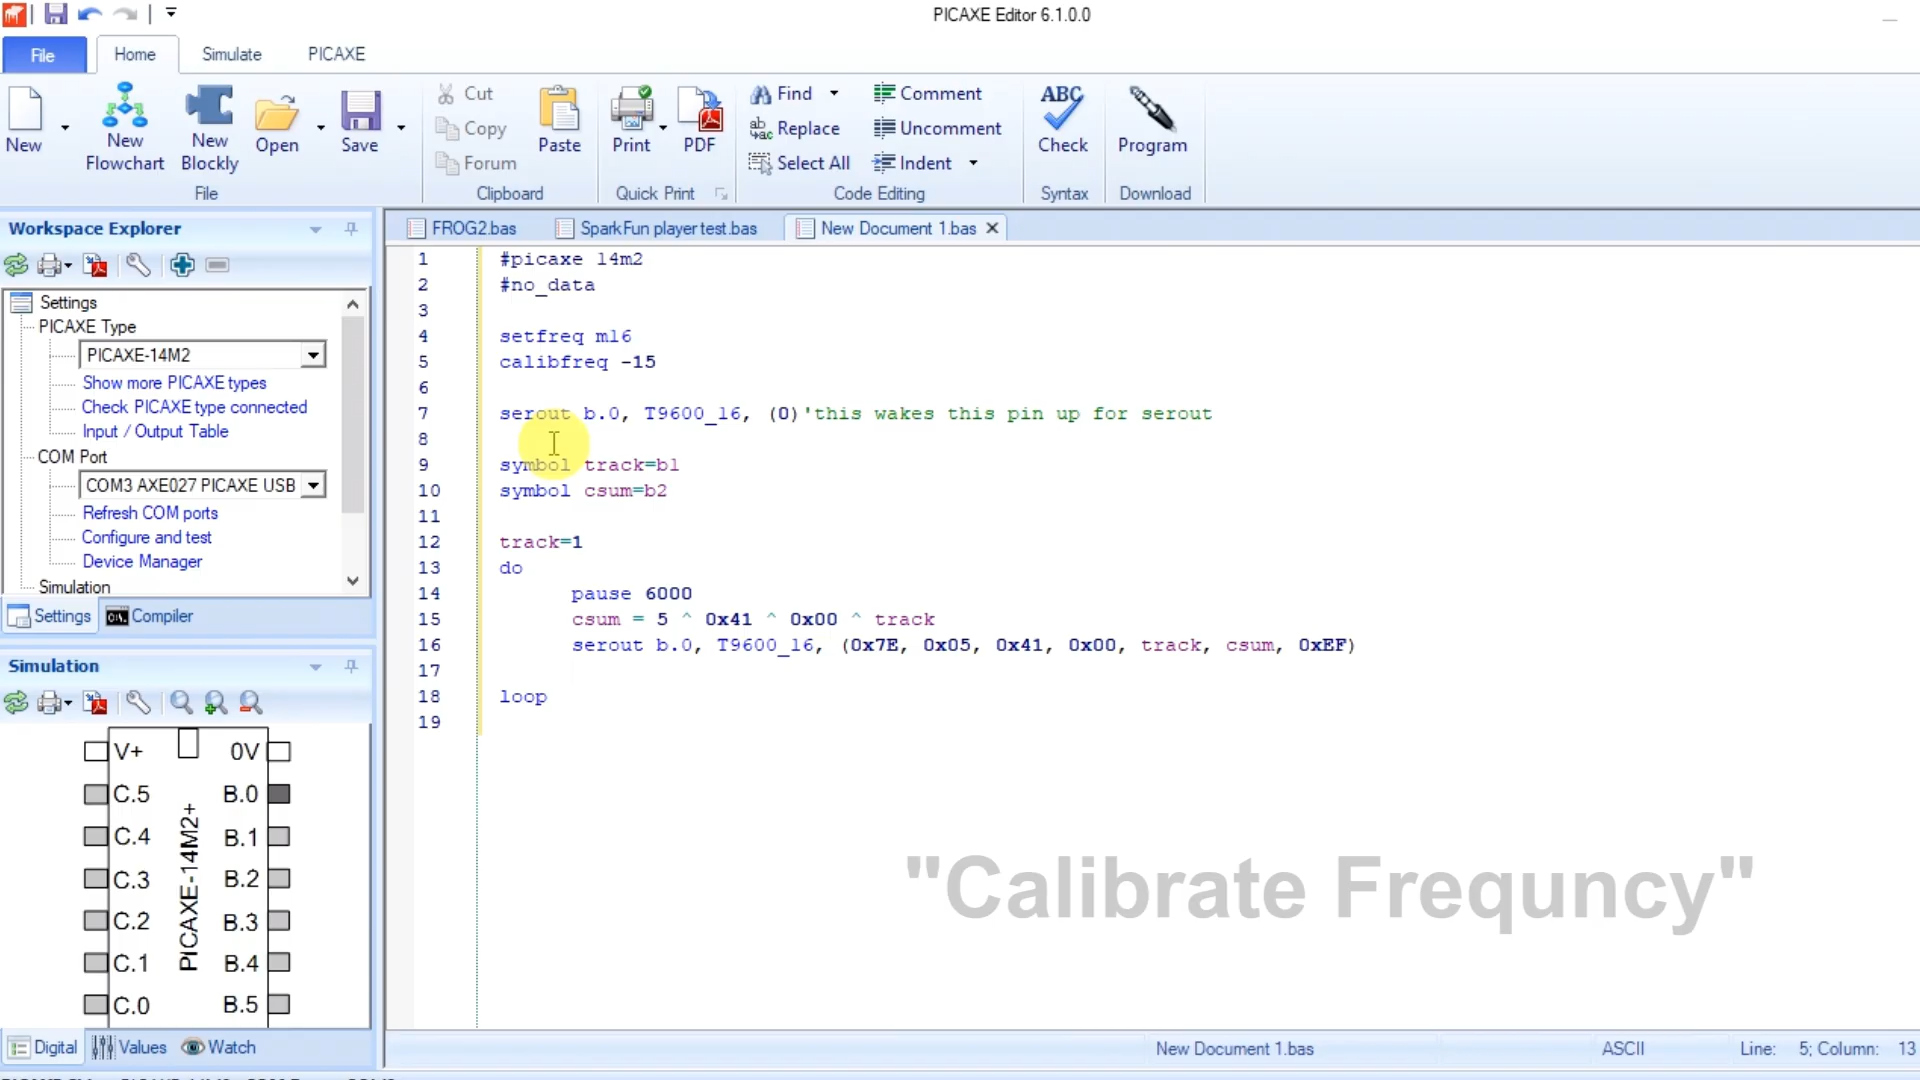 PICAXE Editor 6.1.0.0
File Home Simulate PICAXE
New
New Flowchart
New Blockly
Open
Save
File
Cut
Copy
Forum
Paste
Clipboard
Print
PDF
Quick Print
Find
Replace
Select All
Comment
Uncomment
Indent
Code Editing
ABC
Check
Syntax
Program
Download
Workspace Explorer
Settings
PICAXE Type
PICAXE-14M2
Show more PICAXE types
Check PICAXE type connected
Input / Output Table
COM Port
COM3 AXE027 PICAXE USB
Refresh COM ports
Configure and test
Device Manager
Simulation
Settings Compiler
Simulation
V+ 0V
C.5 B.0
C.4 B.1
C.3 B.2
C.2 B.3
C.1 B.4
C.0 B.5
PICAXE-14M2+
Digital Values Watch
FROG2.bas SparkFun player test.bas New Document 1.bas
1 #picaxe 14m2
2 #no_data
3
4 setfreq m16
5 calibfreq -15
6
7 serout b.0, T9600_16, (0)'this wakes this pin up for serout
8
9 symbol track=b1
10 symbol csum=b2
11
12 track=1
13 do
14 pause 6000
15 csum = 5 ^ 0x41 ^ 0x00 ^ track
16 serout b.0, T9600_16, (0x7E, 0x05, 0x41, 0x00, track, csum, 0xEF)
17
18 loop
19
"Calibrate Frequncy"
New Document 1.bas ASCII Line: 5; Column: 13